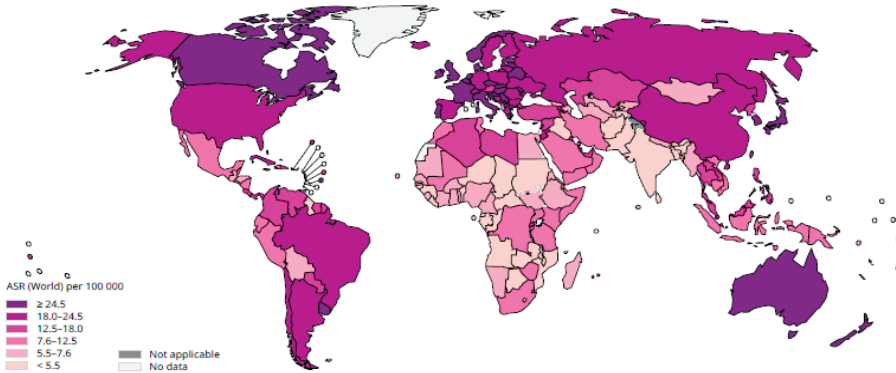 ASR (World) per 100 000
≥ 24.5
18.0–24.5
12.5–18.0
7.6–12.5
5.5–7.6
< 5.5
Not applicable
No data